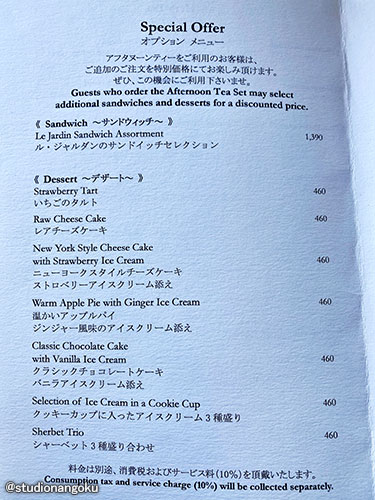 Special Offer
オプション メニュー
アフタヌーンティーをご利用のお客様は、
ご追加のご注文を特別価格にてお楽しみ頂けます。
ぜひ、この機会にご利用下さいませ。
Guests who order the Afternoon Tea Set may select
additional sandwiches and desserts for a discounted price.
《 Sandwich ～サンドウィッチ～ 》
Le Jardin Sandwich Assortment 1,390
ル・ジャルダンのサンドイッチセレクション
《 Dessert ～デザート～ 》
Strawberry Tart 460
いちごのタルト
Raw Cheese Cake 460
レアチーズケーキ
New York Style Cheese Cake
with Strawberry Ice Cream 460
ニューヨークスタイルチーズケーキ
ストロベリーアイスクリーム添え
Warm Apple Pie with Ginger Ice Cream 460
温かいアップルパイ
ジンジャー風味のアイスクリーム添え
Classic Chocolate Cake
with Vanilla Ice Cream 460
クラシックチョコレートケーキ
バニラアイスクリーム添え
Selection of Ice Cream in a Cookie Cup 460
クッキーカップに入ったアイスクリーム3種盛り
Sherbet Trio 460
シャーベット3種盛り合わせ
料金は別途、消費税およびサービス料(10%)を頂戴いたします。
Consumption tax and service charge (10%) will be collected separately.
@studionangoku